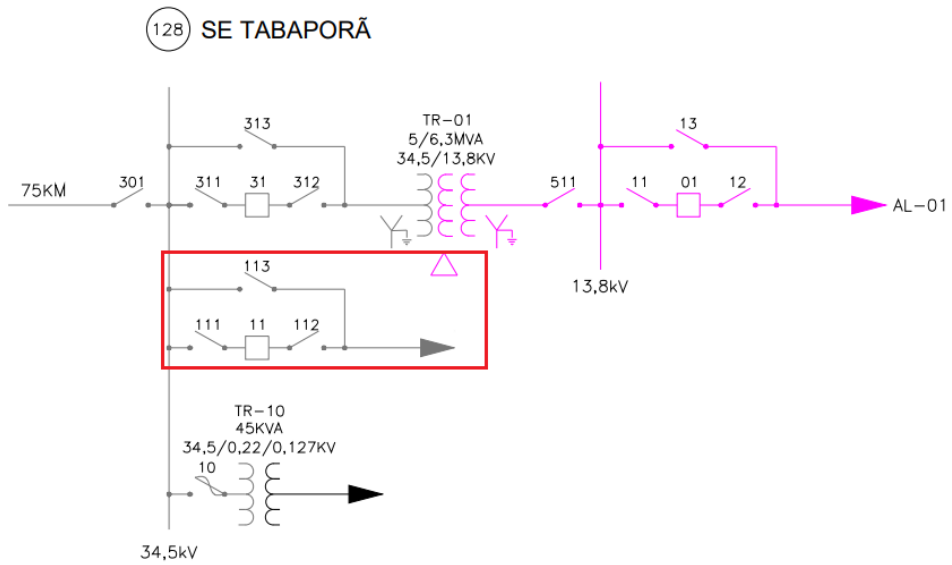 128 SE TABAPORÃ
75KM
301
313
311
31
312
TR-01
5/6,3MVA
34,5/13,8KV
511
13
11
01
12
AL-01
13,8kV
113
111
11
112
TR-10
45KVA
34,5/0,22/0,127KV
10
34,5kV